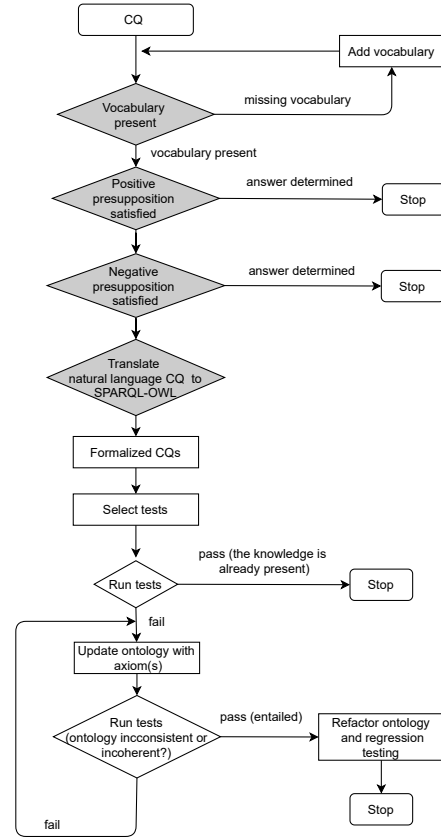 CQ
Add vocabulary
Vocabulary
present
missing vocabulary
vocabulary present
Positive
presupposition
satisfied
answer determined
Stop
Negative
presupposition
satisfied
answer determined
Stop
Translate
natural language CQ to
SPARQL-OWL
Formalized CQs
Select tests
Run tests
pass (the knowledge is
already present)
Stop
fail
Update ontology with
axiom(s)
Run tests
(ontology incconsistent or
incoherent?)
pass (entailed)
Refactor ontology
and regression
testing
fail
Stop